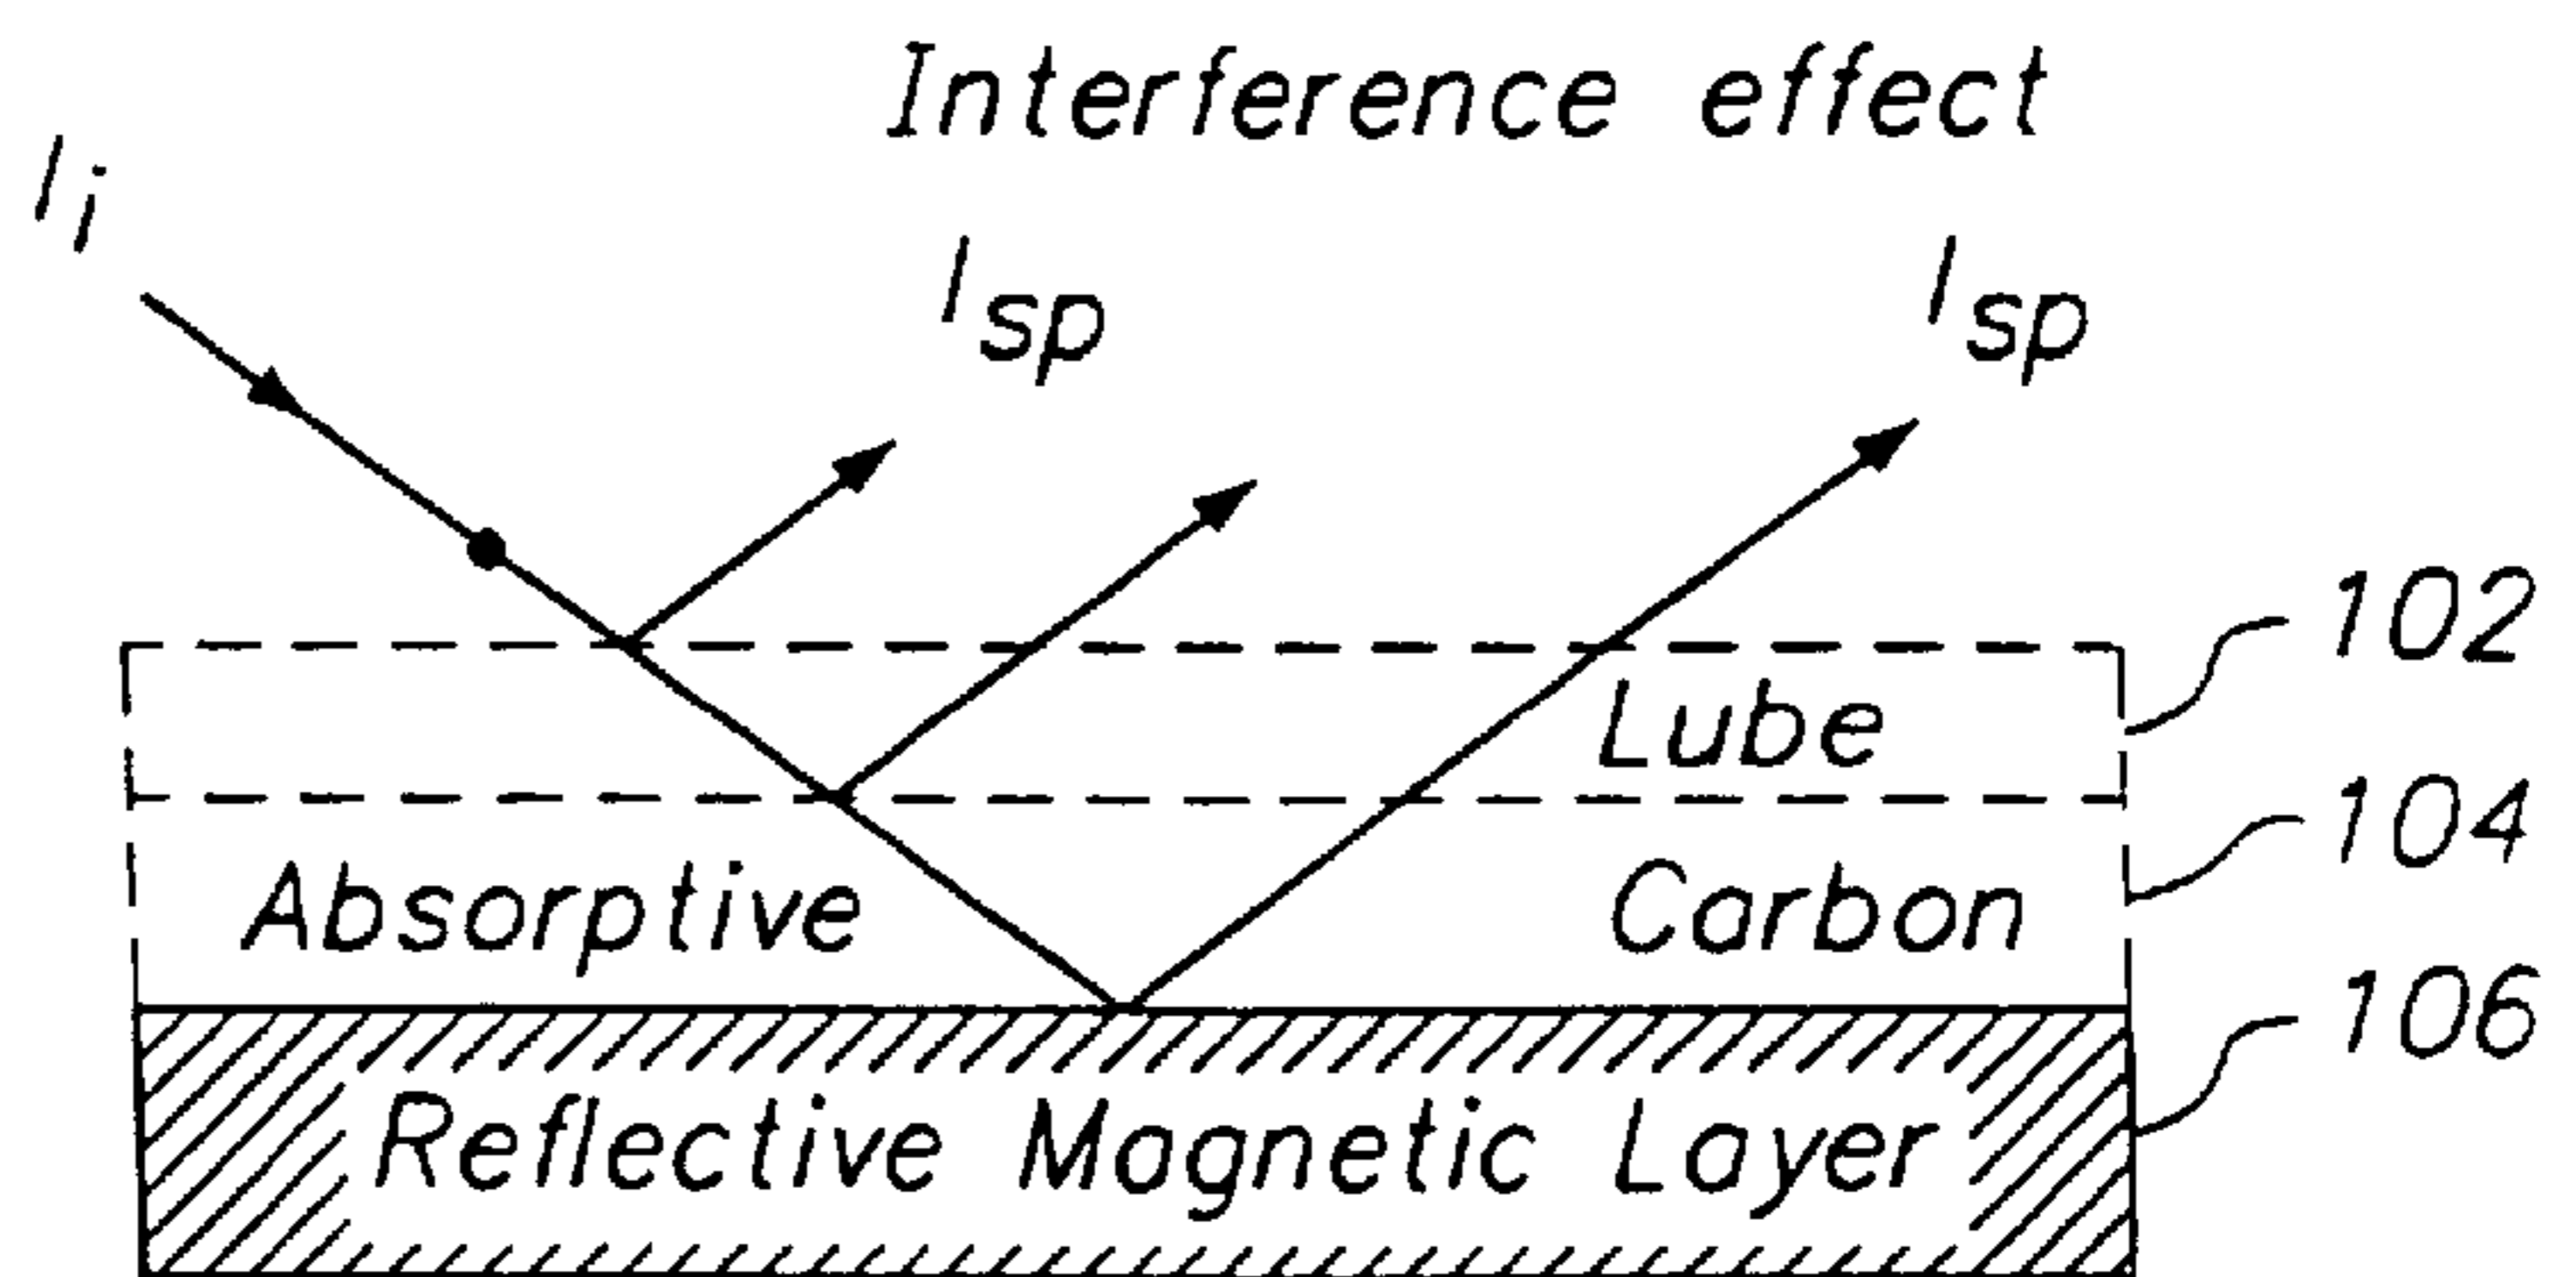 Interference effect
Ii
Isp
Isp
102
Lube
104
Absorptive
Carbon
106
Reflective Magnetic Layer